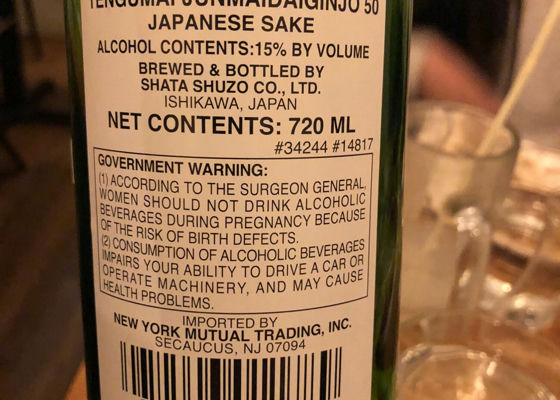 TENGUMAI JUNMAIDAIGINJO 50
JAPANESE SAKE
ALCOHOL CONTENTS:15% BY VOLUME
BREWED & BOTTLED BY
SHATA SHUZO CO., LTD.
ISHIKAWA, JAPAN
NET CONTENTS: 720 ML
#34244 #14817
GOVERNMENT WARNING:
(1) ACCORDING TO THE SURGEON GENERAL,
WOMEN SHOULD NOT DRINK ALCOHOLIC
BEVERAGES DURING PREGNANCY BECAUSE
OF THE RISK OF BIRTH DEFECTS.
(2) CONSUMPTION OF ALCOHOLIC BEVERAGES
IMPAIRS YOUR ABILITY TO DRIVE A CAR OR
OPERATE MACHINERY, AND MAY CAUSE
HEALTH PROBLEMS.
IMPORTED BY
NEW YORK MUTUAL TRADING, INC.
SECAUCUS, NJ 07094